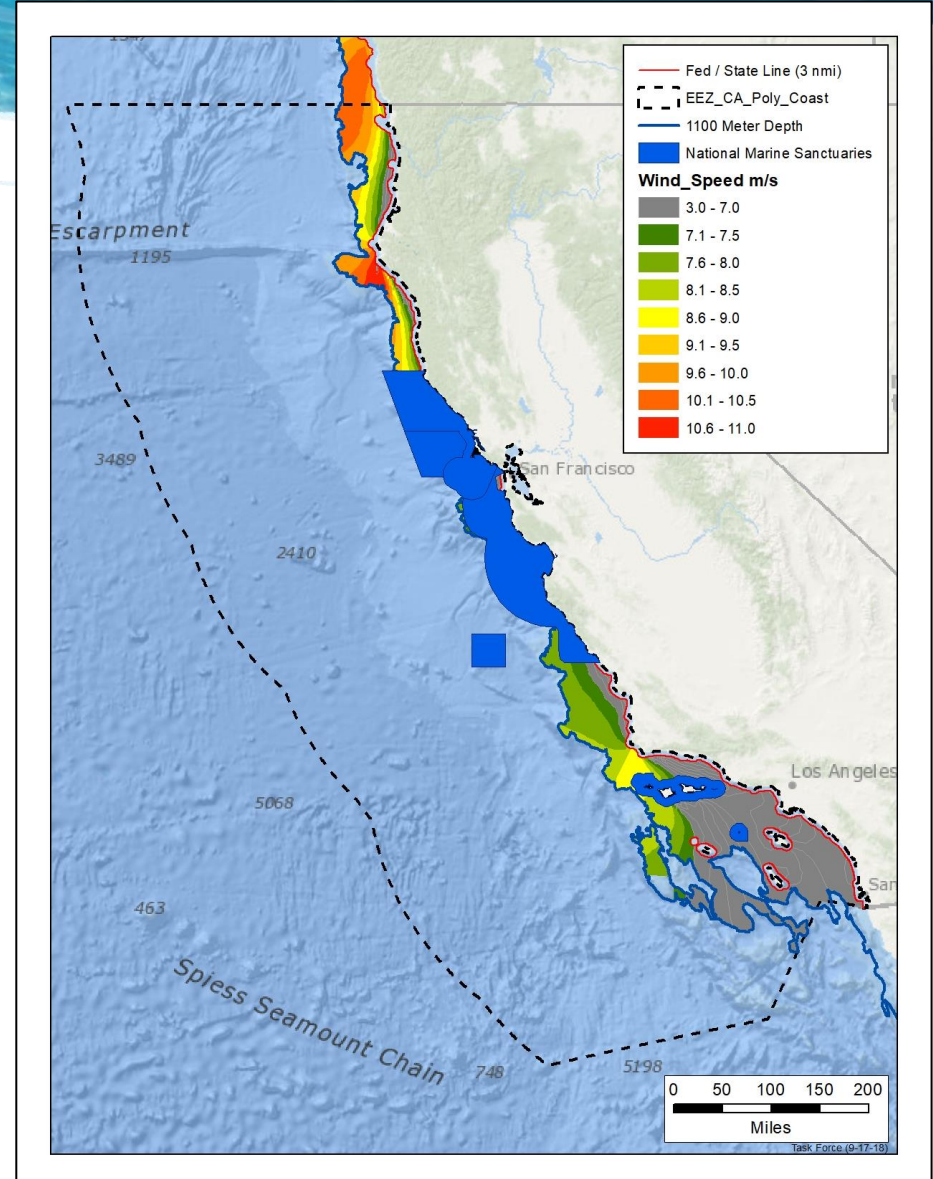 1347
Fed / State Line (3 nmi)
EEZ_CA_Poly_Coast
1100 Meter Depth
National Marine Sanctuaries
Wind_Speed m/s
3.0 - 7.0
7.1 - 7.5
7.6 - 8.0
8.1 - 8.5
8.6 - 9.0
9.1 - 9.5
9.6 - 10.0
10.1 - 10.5
10.6 - 11.0
Escarpment
1195
3489
San Francisco
2410
Los Angeles
5068
San
463
Spiess Seamount Chain
748
5198
0 50 100 150 200
Miles
Task Force (9-17-18)